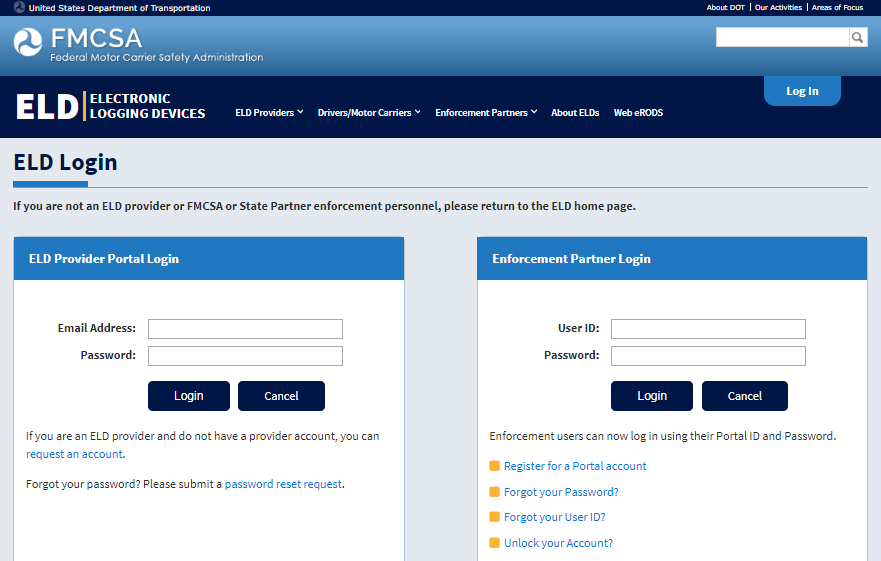 United States Department of Transportation
About DOT | Our Activities | Areas of Focus
FMCSA
Federal Motor Carrier Safety Administration
ELD ELECTRONIC
LOGGING DEVICES
ELD Providers
Drivers/Motor Carriers
Enforcement Partners
About ELDs
Web eRODS
Log In
ELD Login
If you are not an ELD provider or FMCSA or State Partner enforcement personnel, please return to the ELD home page.
ELD Provider Portal Login
Email Address:
Password:
Login
Cancel
If you are an ELD provider and do not have a provider account, you can
request an account.
Forgot your password? Please submit a password reset request.
Enforcement Partner Login
User ID:
Password:
Login
Cancel
Enforcement users can now log in using their Portal ID and Password.
Register for a Portal account
Forgot your Password?
Forgot your User ID?
Unlock your Account?